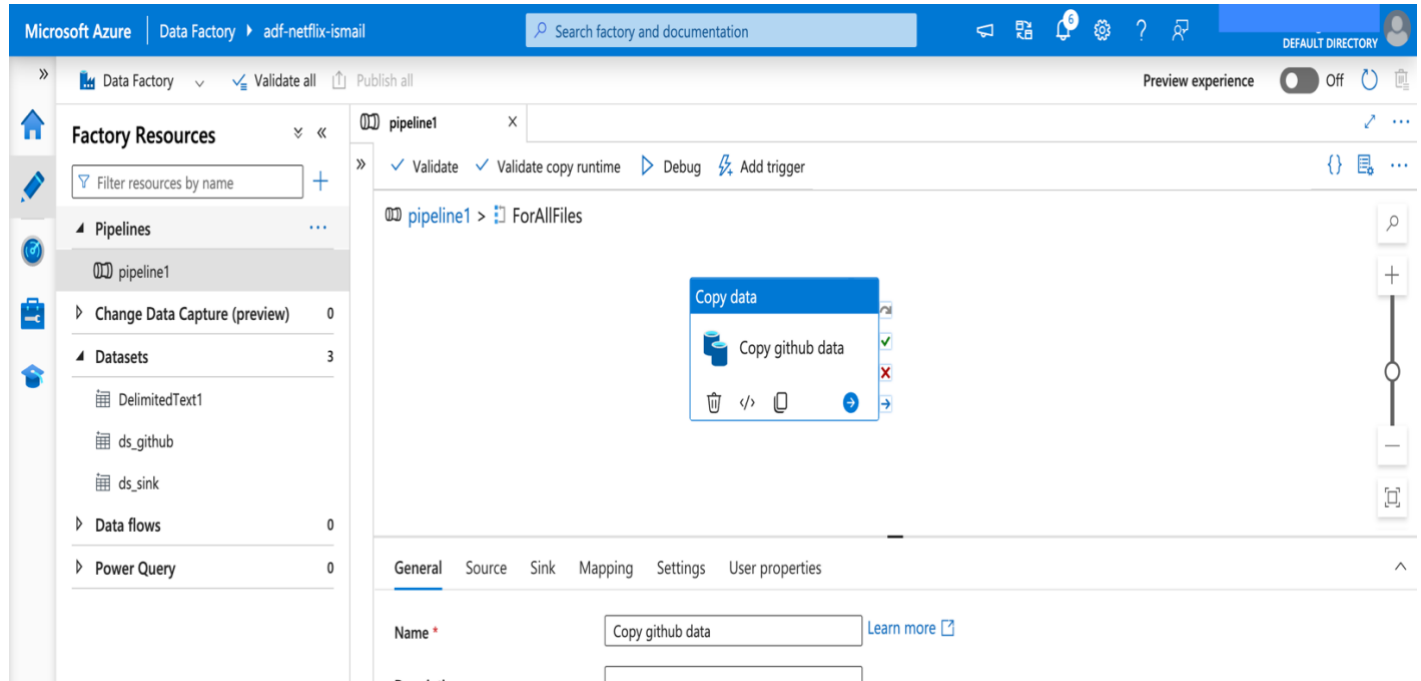 Microsoft Azure Data Factory adf-netflix-ismail Search factory and documentation 6 ? DEFAULT DIRECTORY
» Data Factory Validate all Publish all Preview experience Off
Factory Resources «
Filter resources by name +
Pipelines ...
pipeline1
Change Data Capture (preview) 0
Datasets 3
DelimitedText1
ds_github
ds_sink
Data flows 0
Power Query 0
pipeline1 X ...
» Validate Validate copy runtime Debug Add trigger {} ...
pipeline1 > ForAllFiles
Copy data
Copy github data
</>
General Source Sink Mapping Settings User properties
Name * Copy github data Learn more